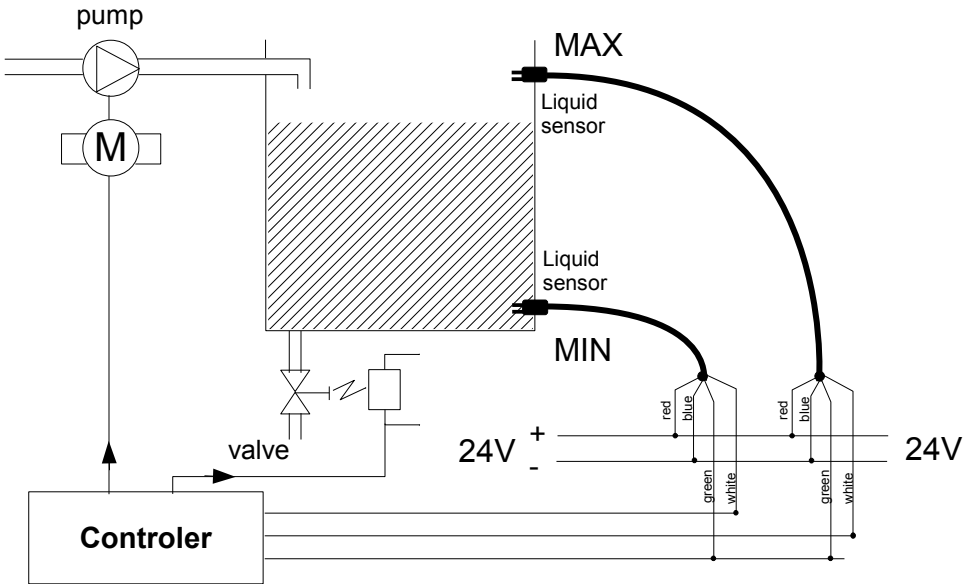 pump
MAX
Liquid
sensor
M
Liquid
sensor
MIN
red
blue
red
blue
24V
+
-
24V
valve
green
white
green
white
Controler